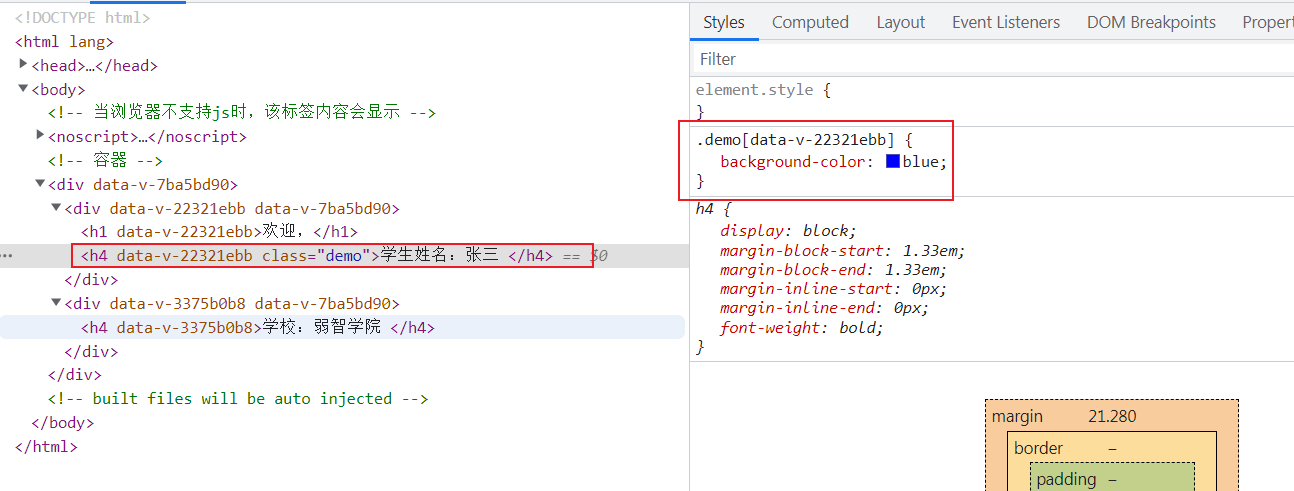 <!DOCTYPE html>
<html lang>
<head>…</head>
<body>
<!-- 当浏览器不支持js时，该标签内容会显示 -->
<noscript>…</noscript>
<!-- 容器 -->
<div data-v-7ba5bd90>
<div data-v-22321ebb data-v-7ba5bd90>
<h1 data-v-22321ebb>欢迎，</h1>
<h4 data-v-22321ebb class="demo">学生姓名：张三 </h4> == $0
</div>
<div data-v-3375b0b8 data-v-7ba5bd90>
<h4 data-v-3375b0b8>学校：弱智学院 </h4>
</div>
</div>
<!-- built files will be auto injected -->
</body>
</html>
Styles Computed Layout Event Listeners DOM Breakpoints Propert
Filter
element.style {
}
.demo[data-v-22321ebb] {
background-color: blue;
}
h4 {
display: block;
margin-block-start: 1.33em;
margin-block-end: 1.33em;
margin-inline-start: 0px;
margin-inline-end: 0px;
font-weight: bold;
}
margin 21.280
border –
padding –